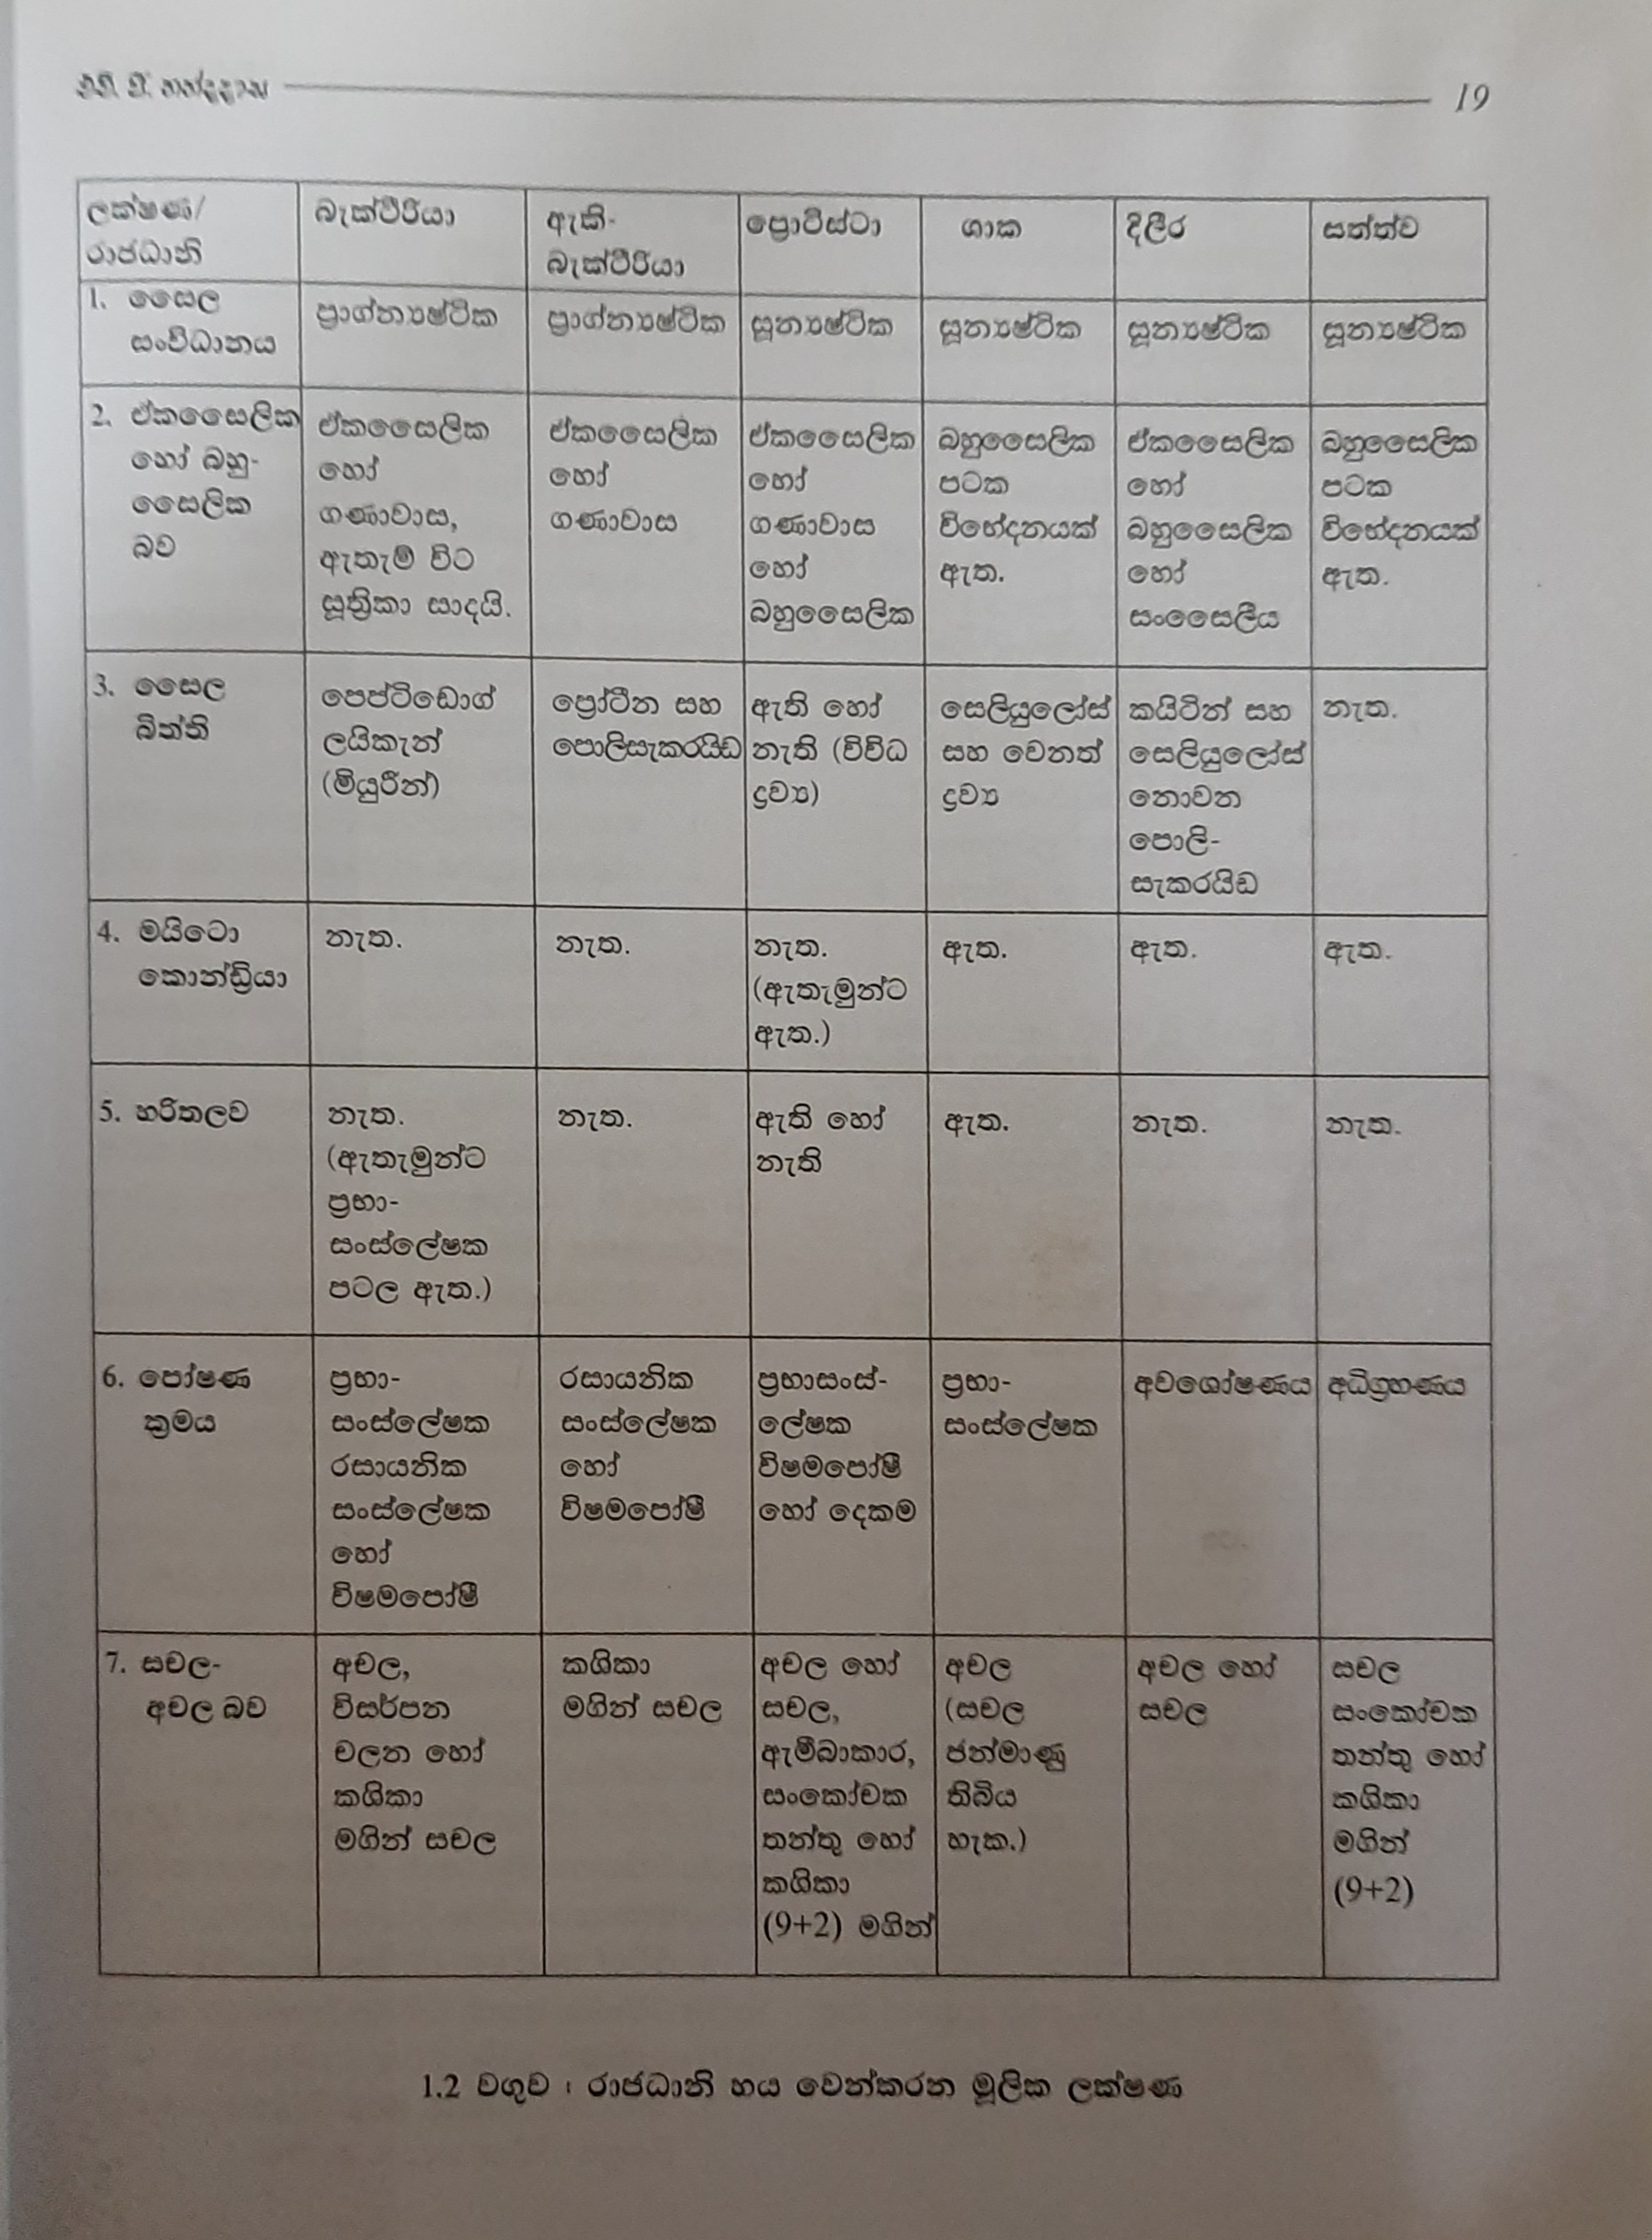 නන්දදාස 19
ලක්ෂණ/
රාජධානි
බැක්ටීරියා
ඇකි-
බැක්ටීරියා
ප්‍රොටිස්ටා
ශාක
දිලීර
සත්ත්ව
1. සෛල
සංවිධානය
ප්‍රාග්න්‍යෂ්ටික
ප්‍රාග්න්‍යෂ්ටික
සූන්‍යෂ්ටික
සූන්‍යෂ්ටික
සූන්‍යෂ්ටික
සූන්‍යෂ්ටික
2. ඒකසෛලික
හෝ බහු-
සෛලික
බව
ඒකසෛලික
හෝ
ගණාවාස,
ඇතැම් විට
සූත්‍රිකා සාදයි.
ඒකසෛලික
හෝ
ගණාවාස
ඒකසෛලික
හෝ
ගණාවාස
හෝ
බහුසෛලික
බහුසෛලික
පටක
විභේදනයක්
ඇත.
ඒකසෛලික
හෝ
බහුසෛලික
හෝ
සංසෛලීය
බහුසෛලික
පටක
විභේදනයක්
ඇත.
3. සෛල
බිත්ති
පෙප්ටිඩොග්
ලයිකැන්
(මියුරීන්)
ප්‍රෝටීන සහ
පොලිසැකරයිඩ
ඇති හෝ
නැති (විවිධ
ද්‍රව්‍ය)
සෙලියුලෝස්
සහ වෙනත්
ද්‍රව්‍ය
කයිටින් සහ
සෙලියුලෝස්
නොවන
පොලි-
සැකරයිඩ
නැත.
4. මයිටො
කොන්ඩ්‍රියා
නැත.
නැත.
නැත.
(ඇතැමුන්ට
ඇත.)
ඇත.
ඇත.
ඇත.
5. හරිතලව
නැත.
(ඇතැමුන්ට
ප්‍රභා-
සංස්ලේෂක
පටල ඇත.)
නැත.
ඇති හෝ
නැති
ඇත.
නැත.
නැත.
6. පෝෂණ
ක්‍රමය
ප්‍රභා-
සංස්ලේෂක
රසායනික
සංස්ලේෂක
හෝ
විෂමපෝෂී
රසායනික
සංස්ලේෂක
හෝ
විෂමපෝෂී
ප්‍රභාසංස්-
ලේෂක
විෂමපෝෂී
හෝ දෙකම
ප්‍රභා-
සංස්ලේෂක
අවශෝෂණය
අධිග්‍රහණය
7. සචල-
අචල බව
අචල,
විසර්පන
චලන හෝ
කශිකා
මගින් සචල
කශිකා
මගින් සචල
අචල හෝ
සචල,
ඇමීබාකාර,
සංකෝචක
තන්තු හෝ
කශිකා
(9+2) මගින්
අචල
(සචල
ජන්මාණු
තිබිය
හැක.)
අචල හෝ
සචල
සචල
සංකෝචක
තන්තු හෝ
කශිකා
මගින්
(9+2)
1.2 වගුව : රාජධානි හය වෙන්කරන මූලික ලක්ෂණ